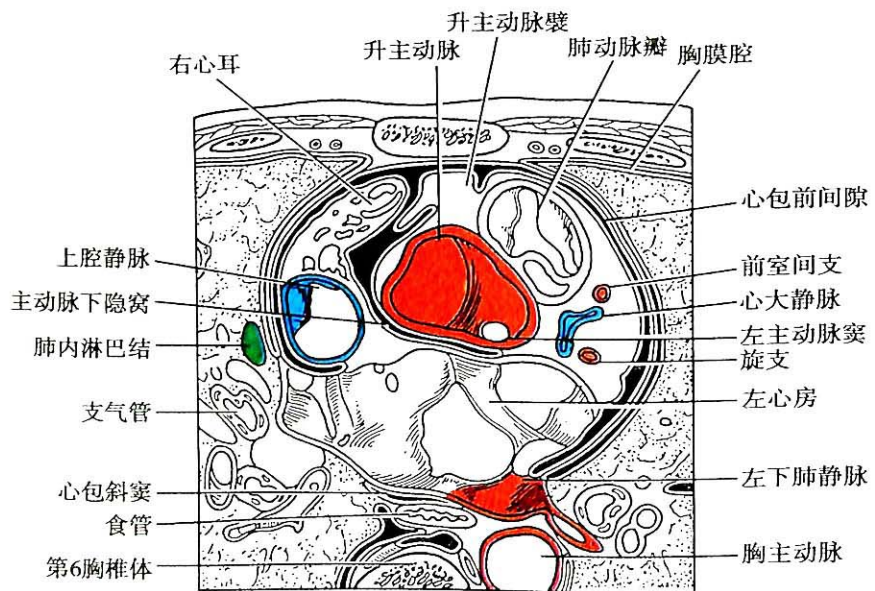 升主动脉襞
升主动脉
肺动脉瓣
右心耳
胸膜腔
心包前间隙
上腔静脉
前室间支
主动脉下隐窝
心大静脉
肺内淋巴结
左主动脉窦
旋支
支气管
左心房
心包斜窦
左下肺静脉
食管
第6胸椎体
胸主动脉